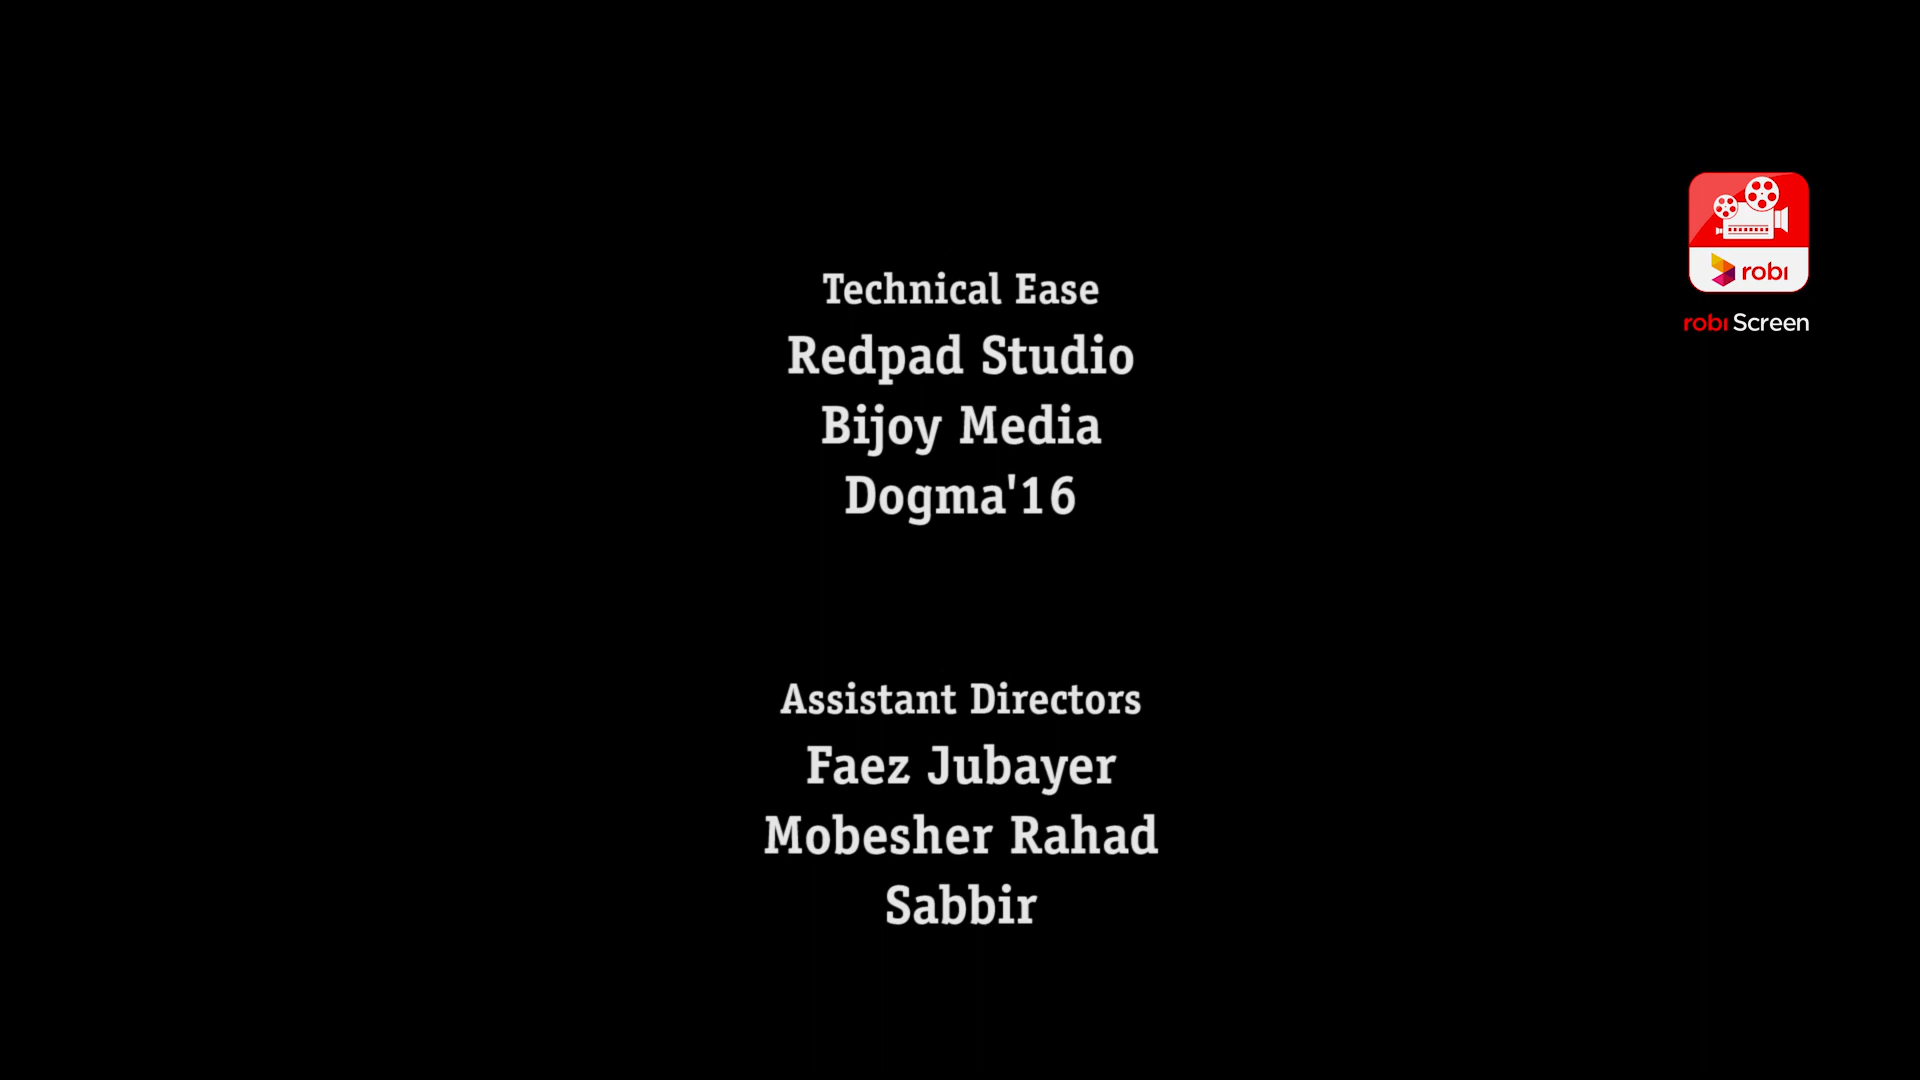 Technical Ease
Redpad Studio
Bijoy Media
Dogma'16
Assistant Directors
Faez Jubayer
Mobesher Rahad
Sabbir
robi
robi Screen